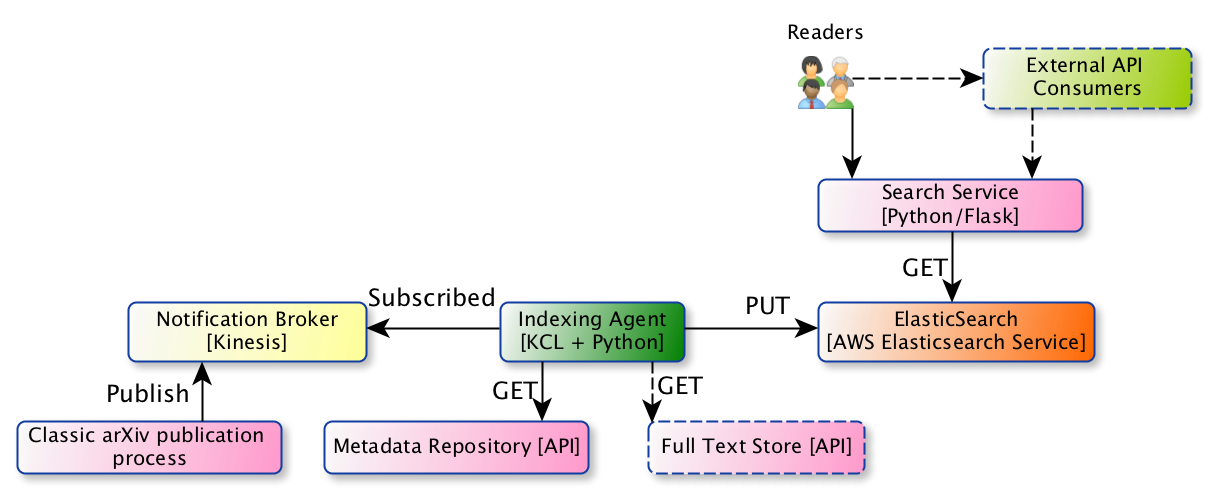 Readers
External API
Consumers
Search Service
[Python/Flask]
GET
Subscribed
PUT
Notification Broker
[Kinesis]
Indexing Agent
[KCL + Python]
ElasticSearch
[AWS Elasticsearch Service]
Publish
GET
GET
Classic arXiv publication
process
Metadata Repository [API]
Full Text Store [API]